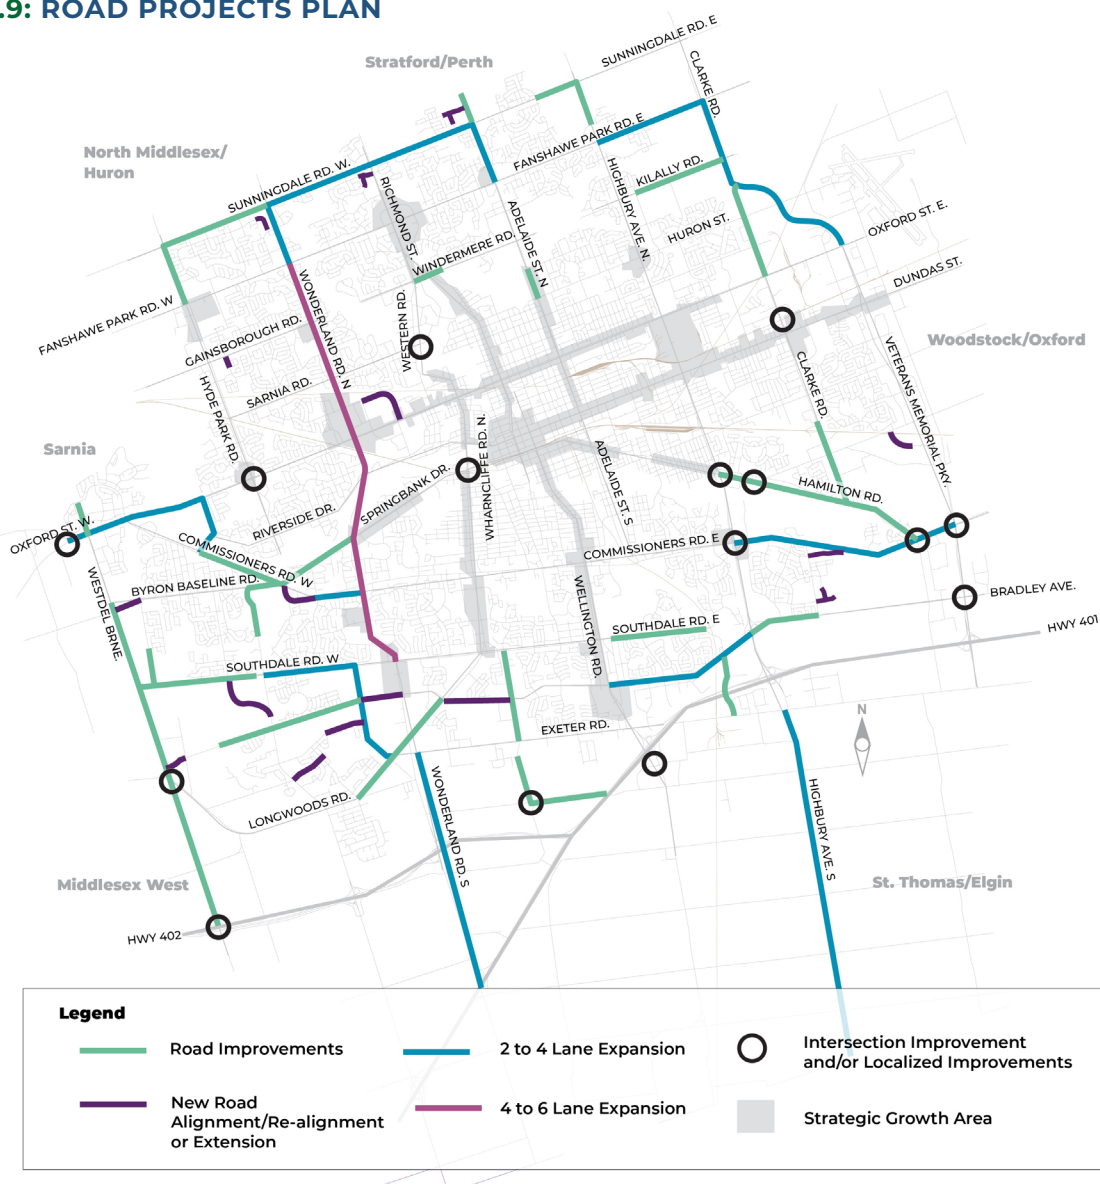 .9: ROAD PROJECTS PLAN
SUNNINGDALE RD. E
Stratford/Perth
CLARKE RD.
North Middlesex/
Huron
FANSHAWE PARK RD. E
SUNNINGDALE RD. W.
KILALLY RD.
RICHMOND ST.
HIGHBURY AVE. N.
ADELAIDE ST. N
HURON ST.
OXFORD ST. E.
WINDERMERE RD.
DUNDAS ST.
FANSHAWE PARK RD. W
WONDERLAND RD. N
WESTERN RD.
GAINSBOROUGH RD.
Woodstock/Oxford
VETERANS MEMORIAL PKY.
CLARKE RD.
SARNIA RD.
HYDE PARK RD.
Sarnia
WHARNCLIFFE RD. N.
ADELAIDE ST. S
SPRINGBANK DR.
HAMILTON RD.
RIVERSIDE DR.
OXFORD ST. W.
COMMISSIONERS RD. W
COMMISSIONERS RD. E
BYRON BASELINE RD.
WESTDEL BRNE.
WELLINGTON RD.
BRADLEY AVE.
SOUTHDALE RD. E
HWY 401
SOUTHDALE RD. W
EXETER RD.
N
LONGWOODS RD.
WONDERLAND RD. S
HIGHBURY AVE. S
Middlesex West
St. Thomas/Elgin
HWY 402
Legend
Road Improvements
2 to 4 Lane Expansion
Intersection Improvement
and/or Localized Improvements
New Road
Alignment/Re-alignment
or Extension
4 to 6 Lane Expansion
Strategic Growth Area